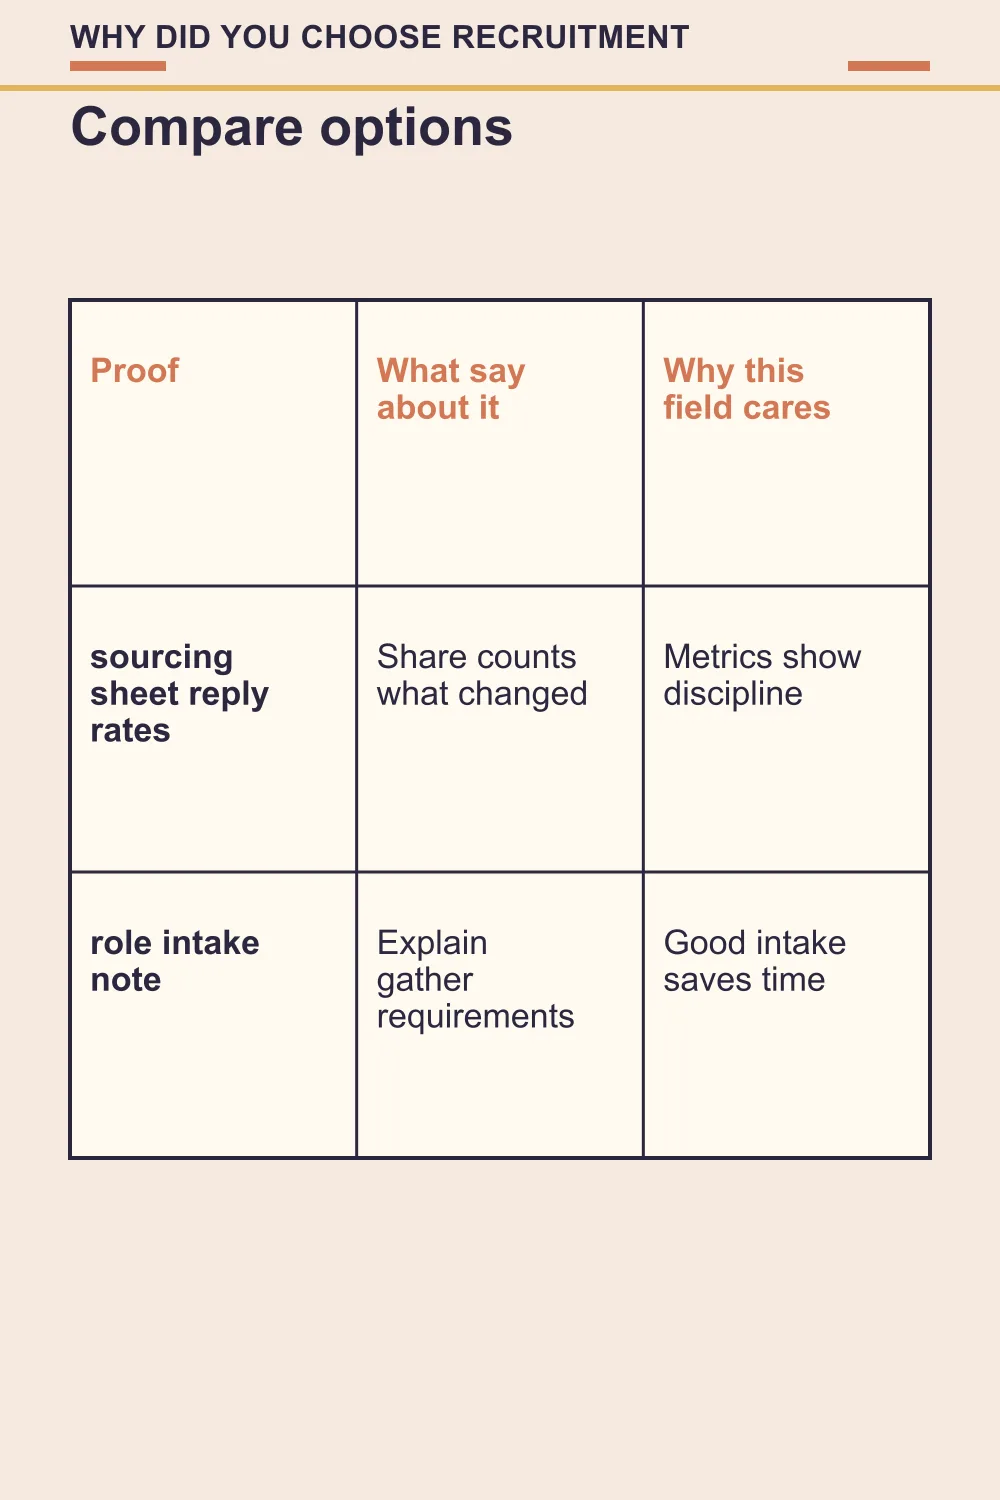 WHY DID YOU CHOOSE RECRUITMENT
Compare options
Proof
What say
about it
Why this
field cares
sourcing
sheet reply
rates
Share counts
what changed
Metrics show
discipline
role intake
note
Explain
gather
requirements
Good intake
saves time